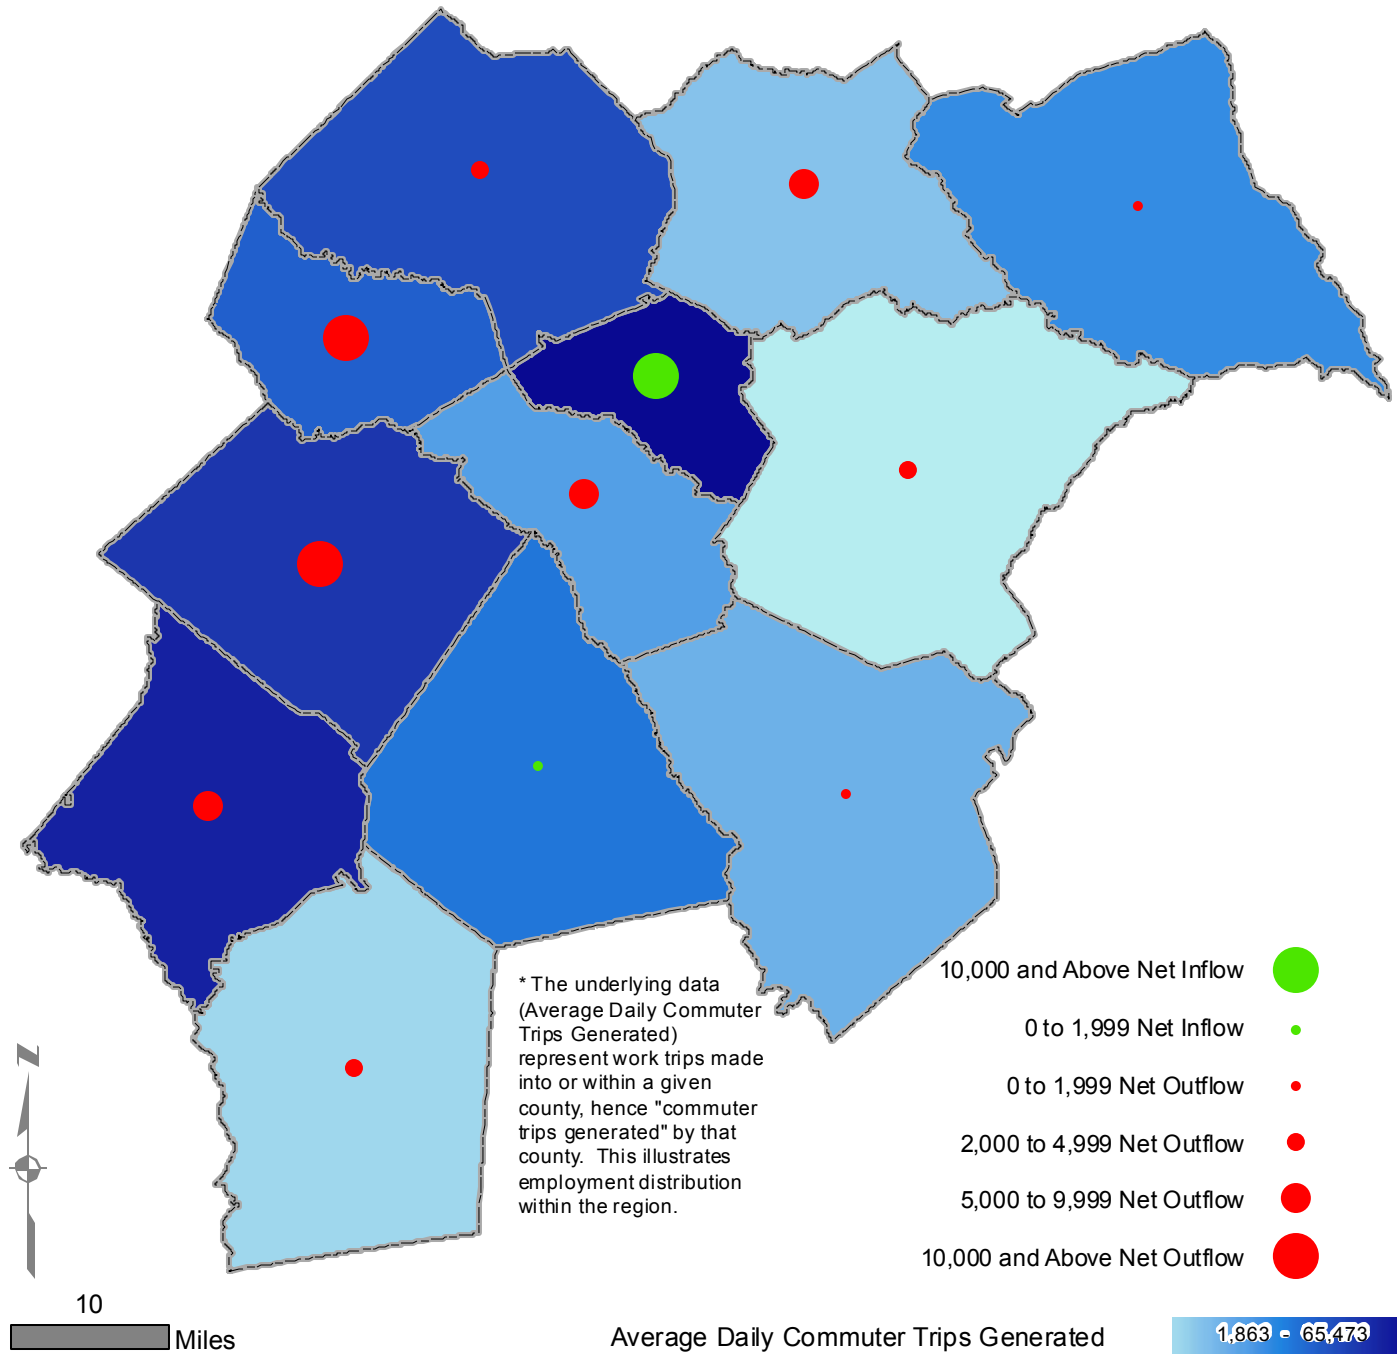 * The underlying data
(Average Daily Commuter
Trips Generated)
represent work trips made
into or within a given
county, hence "commuter
trips generated" by that
county. This illustrates
employment distribution
within the region.
10,000 and Above Net Inflow
0 to 1,999 Net Inflow
0 to 1,999 Net Outflow
2,000 to 4,999 Net Outflow
5,000 to 9,999 Net Outflow
10,000 and Above Net Outflow
N
10
Miles
Average Daily Commuter Trips Generated
1,863 - 65,473